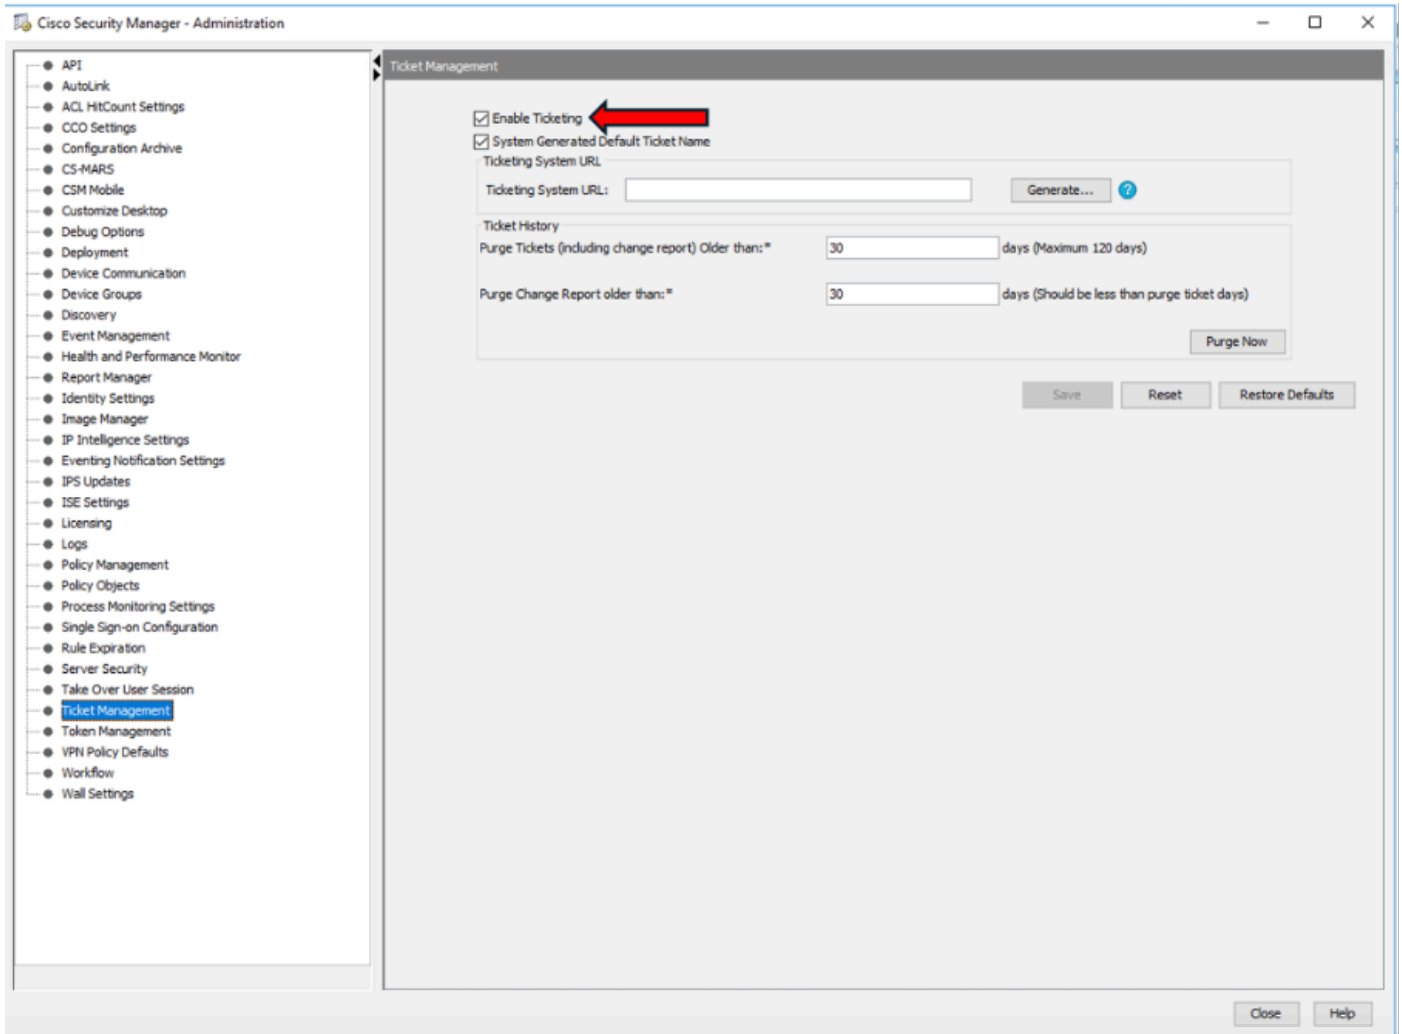 Cisco Security Manager - Administration
API
AutoLink
ACL HitCount Settings
CCO Settings
Configuration Archive
CS-MARS
CSM Mobile
Customize Desktop
Debug Options
Deployment
Device Communication
Device Groups
Discovery
Event Management
Health and Performance Monitor
Report Manager
Identity Settings
Image Manager
IP Intelligence Settings
Eventing Notification Settings
IPS Updates
ISE Settings
Licensing
Logs
Policy Management
Policy Objects
Process Monitoring Settings
Single Sign-on Configuration
Rule Expiration
Server Security
Take Over User Session
Ticket Management
Token Management
VPN Policy Defaults
Workflow
Wall Settings
Ticket Management
Enable Ticketing
System Generated Default Ticket Name
Ticketing System URL
Ticketing System URL: Generate... ?
Ticket History
Purge Tickets (including change report) Older than:* 30 days (Maximum 120 days)
Purge Change Report older than:* 30 days (Should be less than purge ticket days)
Purge Now
Save Reset Restore Defaults
Close Help